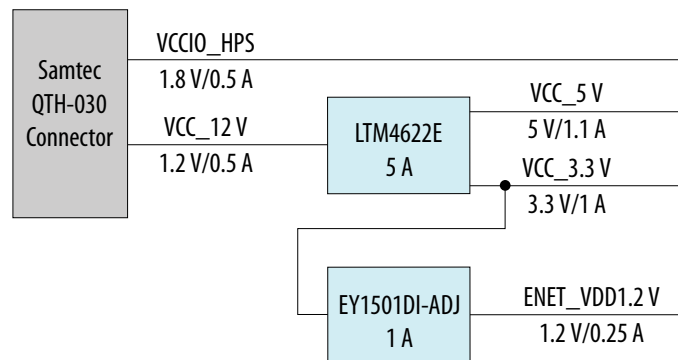 Samtec
QTH-030
Connector
VCCIO_HPS
1.8 V/0.5 A
VCC_12 V
1.2 V/0.5 A
LTM4622E
5 A
VCC_5 V
5 V/1.1 A
VCC_3.3 V
3.3 V/1 A
EY1501DI-ADJ
1 A
ENET_VDD1.2 V
1.2 V/0.25 A